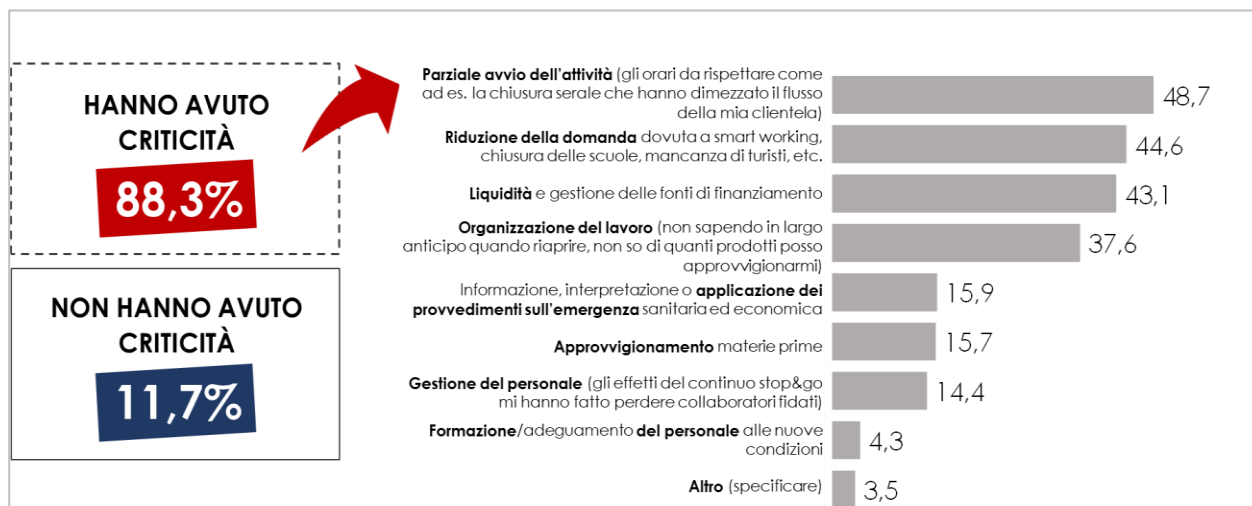 HANNO AVUTO
CRITICITÀ
88,3%
NON HANNO AVUTO
CRITICITÀ
11,7%
Parziale avvio dell'attività (gli orari da rispettare come
ad es. la chiusura serale che hanno dimezzato il flusso
della mia clientela)
48,7
Riduzione della domanda dovuta a smart working,
chiusura delle scuole, mancanza di turisti, etc.
44,6
Liquidità e gestione delle fonti di finanziamento
43,1
Organizzazione del lavoro (non sapendo in largo
anticipo quando riaprire, non so di quanti prodotti posso
approvvigionarmi)
37,6
Informazione, interpretazione o applicazione dei
provvedimenti sull'emergenza sanitaria ed economica
15,9
Approvvigionamento materie prime
15,7
Gestione del personale (gli effetti del continuo stop&go
mi hanno fatto perdere collaboratori fidati)
14,4
Formazione/adeguamento del personale alle nuove
condizioni
4,3
Altro (specificare)
3,5